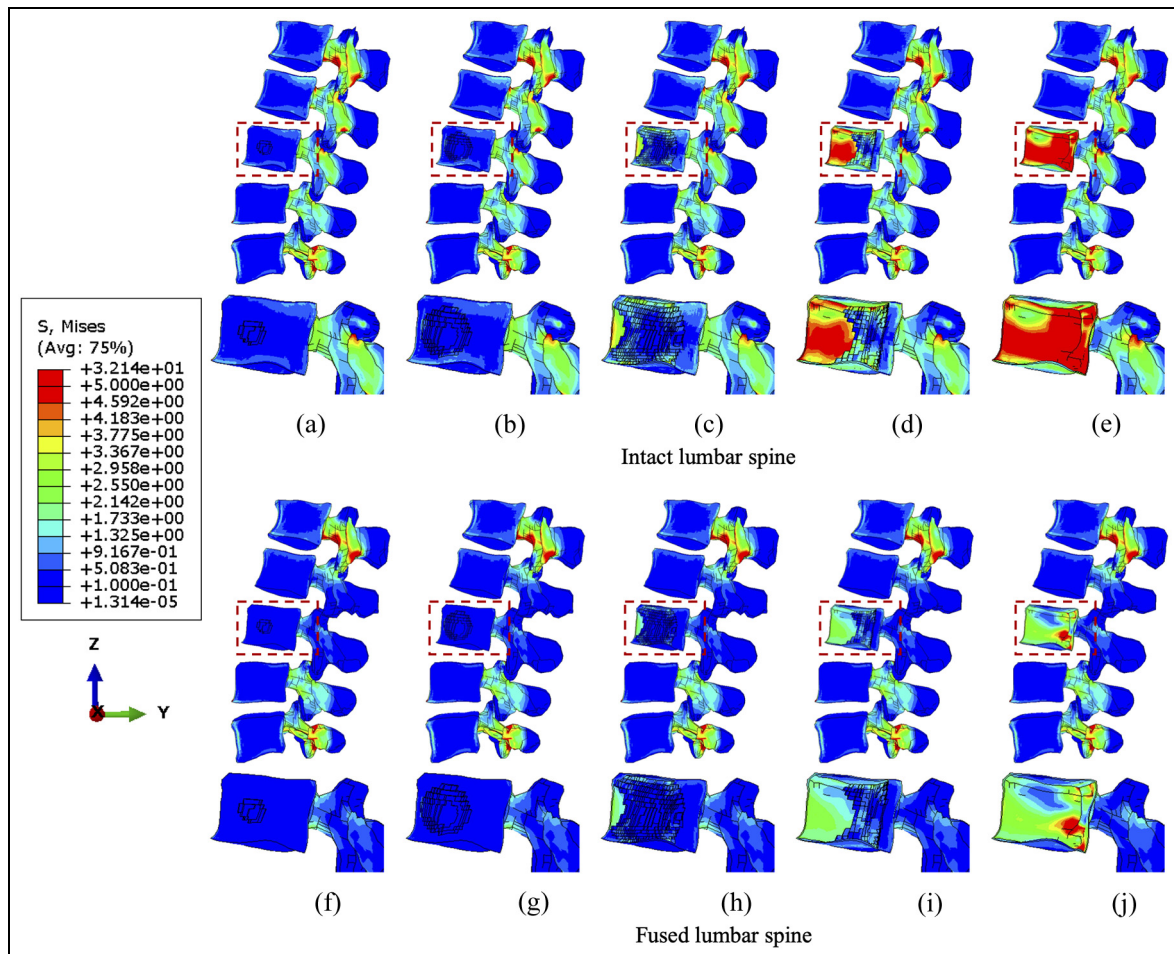 S, Mises
(Avg: 75%)
+3.214e+01
+5.000e+00
+4.592e+00
+4.183e+00
+3.775e+00
+3.367e+00
+2.958e+00
+2.550e+00
+2.142e+00
+1.733e+00
+1.325e+00
+9.167e-01
+5.083e-01
+1.000e-01
+1.314e-05
Z
X
Y
(a) (b) (c) (d) (e)
Intact lumbar spine
(f) (g) (h) (i) (j)
Fused lumbar spine